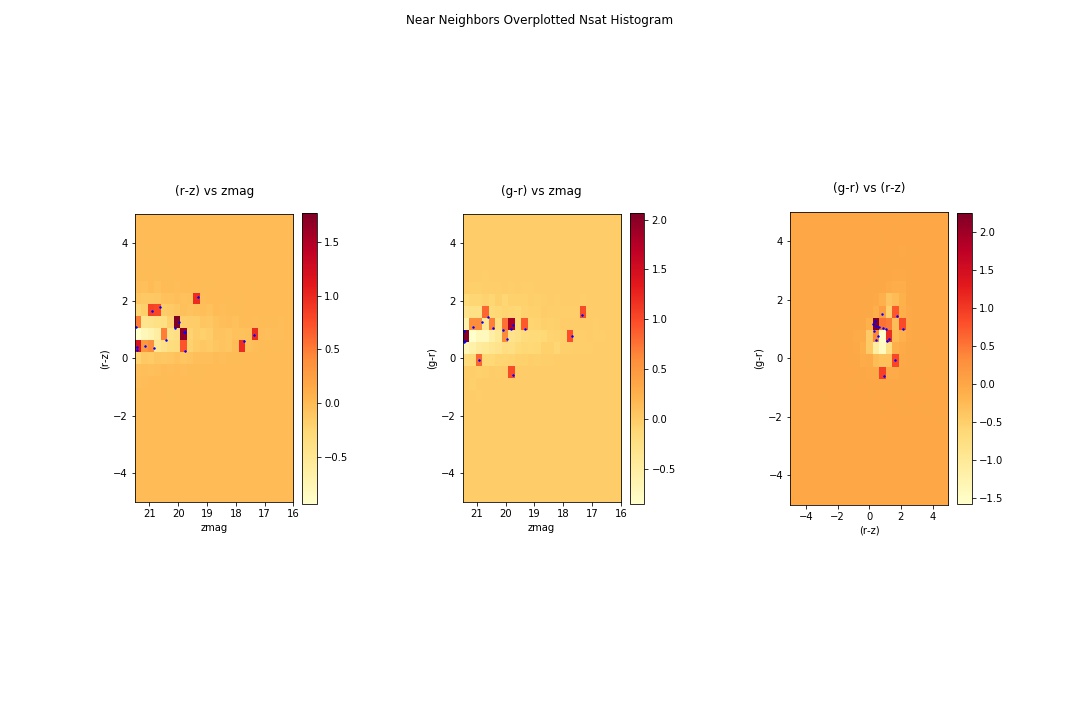 Near Neighbors Overplotted Nsat Histogram
(r-z) vs zmag
4
2
0
−2
−4
(r-z)
21 20 19 18 17 16
zmag
1.5
1.0
0.5
0.0
−0.5
(g-r) vs zmag
4
2
0
−2
−4
(g-r)
21 20 19 18 17 16
zmag
2.0
1.5
1.0
0.5
0.0
−0.5
(g-r) vs (r-z)
4
2
0
−2
−4
(g-r)
−4 −2 0 2 4
(r-z)
2.0
1.5
1.0
0.5
0.0
−0.5
−1.0
−1.5